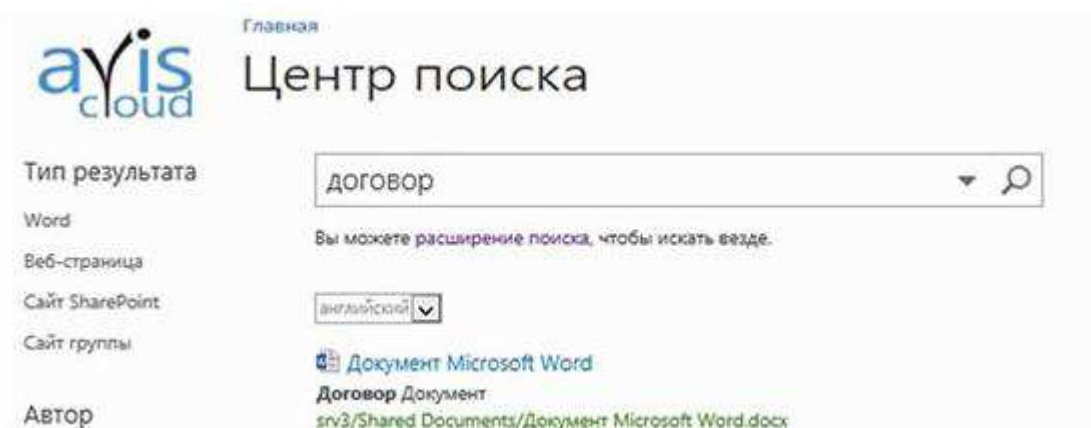 Главная
avis
cloud
Центр поиска
Тип результата
Word
Веб-страница
Сайт SharePoint
Сайт группы
Автор
договор
Вы можете расширение поиска, чтобы искать везде.
английский
Документ Microsoft Word
Договор Документ
srv3/Shared Documents/Документ Microsoft Word.docx